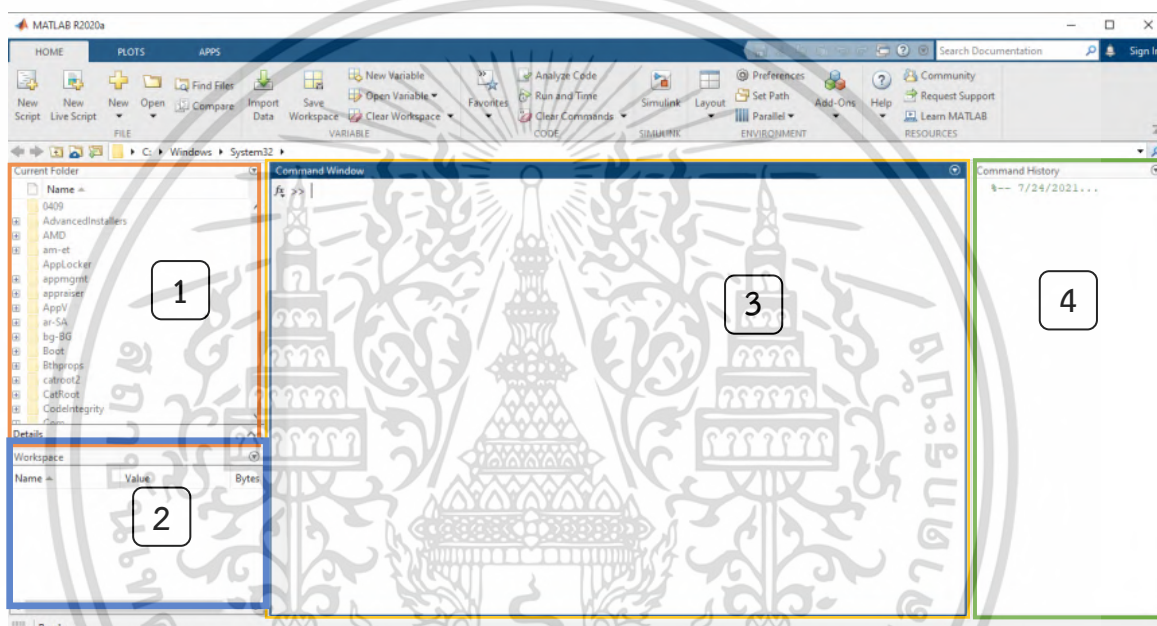 MATLAB R2020a
HOME PLOTS APPS Search Documentation Sign In
New Script New Live Script New Open Find Files Compare Import Data Save Workspace New Variable Open Variable Clear Workspace Favorites Analyze Code Run and Time Clear Commands Simulink Layout Preferences Set Path Parallel Add-Ons Help Community Request Support Learn MATLAB
FILE VARIABLE CODE SIMULINK ENVIRONMENT RESOURCES
C: Windows System32
Current Folder
Name
0409
AdvancedInstallers
AMD
am-et
AppLocker
appmgmt
appraiser
AppV
ar-SA
bg-BG
Boot
Bthprops
catroot2
CatRoot
CodeIntegrity
Details
1
Workspace
Name Value Bytes
2
Command Window
fx >>
3
Command History
%-- 7/24/2021...
4